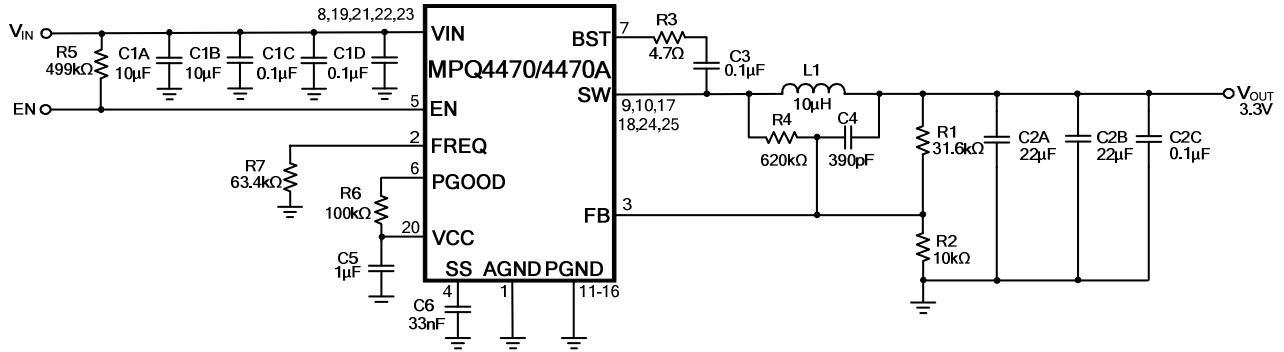 8,19,21,22,23
V_IN
R5
499kΩ
C1A
10µF
C1B
10µF
C1C
0.1µF
C1D
0.1µF
EN
VIN
BST
MPQ4470/4470A
SW
EN
FREQ
PGOOD
FB
VCC
SS
AGND
PGND
5
2
R7
63.4kΩ
6
R6
100kΩ
20
C5
1µF
4
C6
33nF
1
11-16
7
R3
4.7Ω
C3
0.1µF
9,10,17
18,24,25
L1
10µH
R4
620kΩ
C4
390pF
3
R1
31.6kΩ
R2
10kΩ
C2A
22µF
C2B
22µF
C2C
0.1µF
V_OUT
3.3V